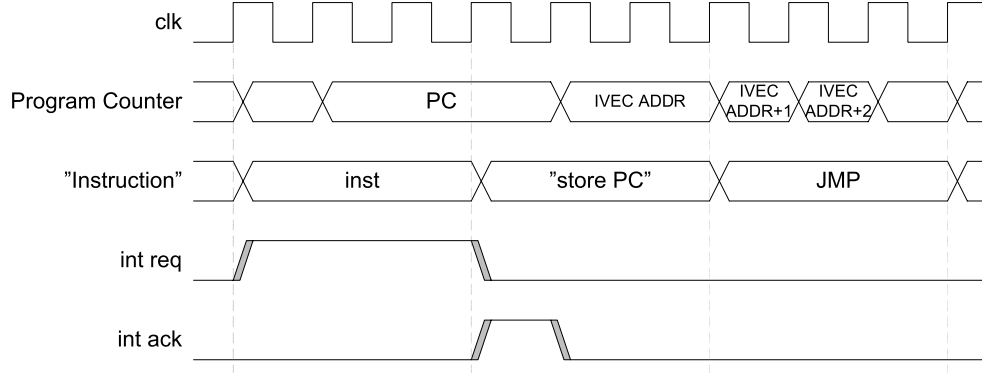 clk
Program Counter
PC
IVEC ADDR
IVEC
ADDR+1
IVEC
ADDR+2
”Instruction”
inst
”store PC”
JMP
int req
int ack